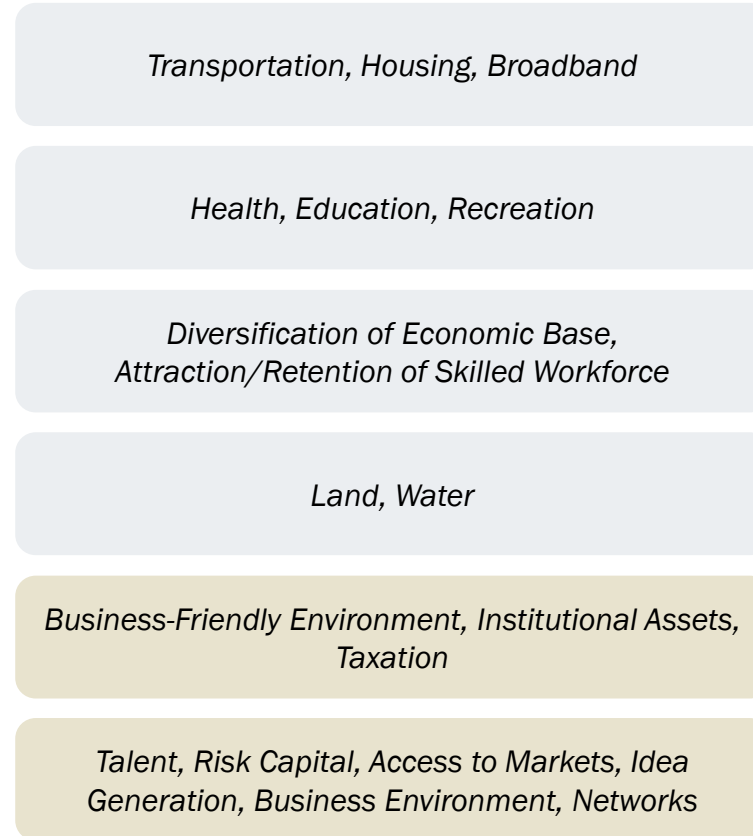 Transportation, Housing, Broadband
Health, Education, Recreation
Diversification of Economic Base,
Attraction/Retention of Skilled Workforce
Land, Water
Business-Friendly Environment, Institutional Assets,
Taxation
Talent, Risk Capital, Access to Markets, Idea
Generation, Business Environment, Networks